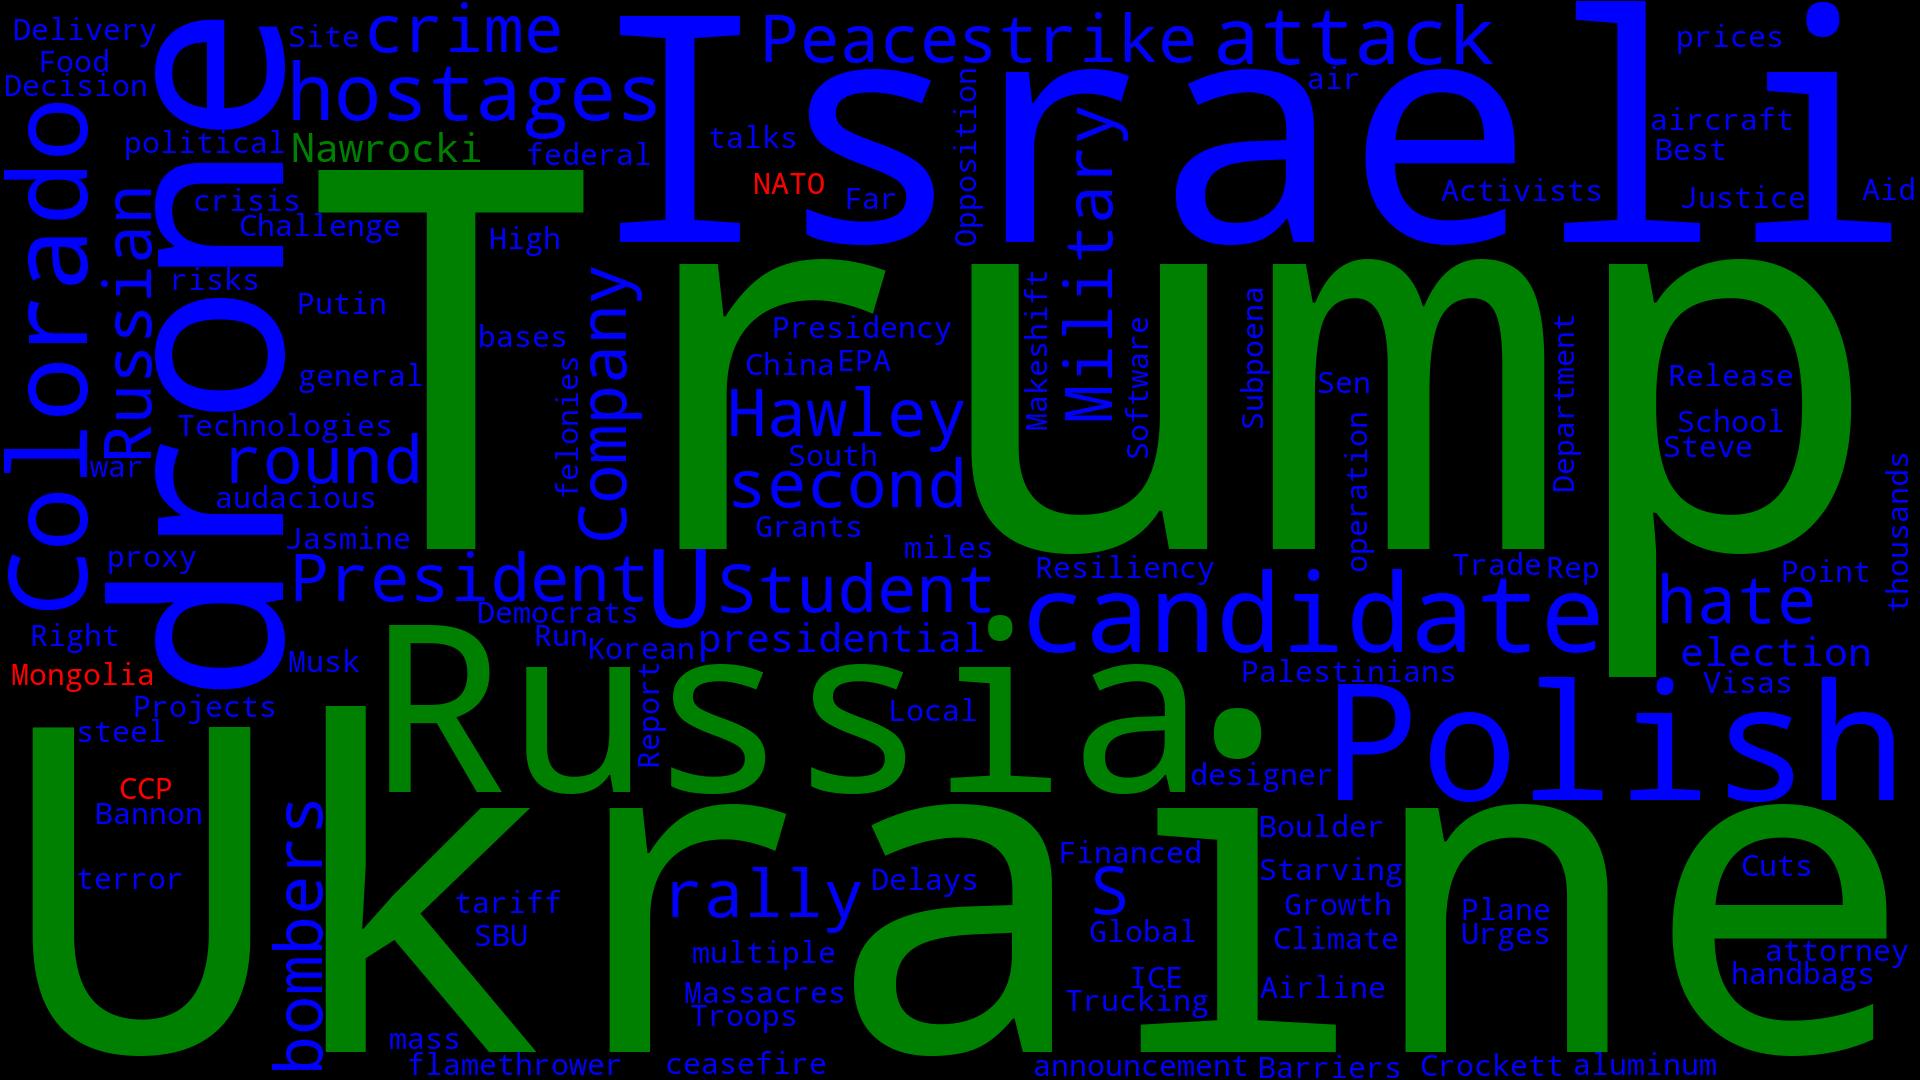 Delivery
Food
Decision
Site
crime
hostages
Israeli
Peace
strike
attack
prices
air
aircraft
Best
Justice
Aid
Activists
Opposition
talks
NATO
Far
federal
Nawrocki
political
crisis
Challenge
Colorado
Russian
drone
risks
Putin
general
Technologies
round
war
audacious
Jasmine
proxy
Trump
High
bases
felonies
Company
Presidency
China
EPA
Hawley
South
second
Grants
miles
Makeshift
Military
Software
Subpoena
Sen
operation
Department
Release
School
Steve
thousands
President
U
Student
Democrats
Run
Korean
presidential
Resiliency
Trade
Rep
candidate
Point
hate
election
Palestinians
Visas
Right
Mongolia
Musk
Projects
steel
Russia
Report
Local
designer
Polish
CCP
Bannon
terror
bombers
Ukraine
tariff
SBU
rally
Delays
multiple
Massacres
Troops
mass
flamethrower
ceasefire
Financed
S
Global
ICE
Trucking
Boulder
Starving
Growth
Climate
Airline
Plane
Urges
Cuts
attorney
handbags
announcement
Barriers
Crockett
aluminum